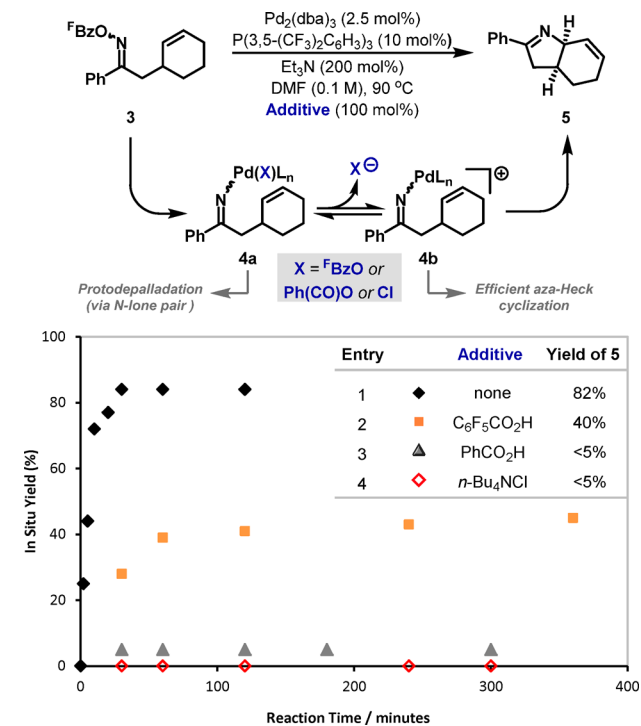 FBzO
N
Ph
3
Pd2(dba)3 (2.5 mol%)
P(3,5-(CF3)2C6H3)3 (10 mol%)
Et3N (200 mol%)
DMF (0.1 M), 90 °C
Additive (100 mol%)
Ph
N
H
H
5
Pd(X)Ln
N
Ph
4a
X⊖
PdLn
⊕
N
Ph
4b
X = FBzO or
Ph(CO)O or Cl
Protodepalladation
(via N-lone pair )
Efficient aza-Heck
cyclization
Entry Additive Yield of 5
1 none 82%
2 C6F5CO2H 40%
3 PhCO2H <5%
4 n-Bu4NCl <5%
In Situ Yield (%)
100
80
60
40
20
0
0 100 200 300 400
Reaction Time / minutes